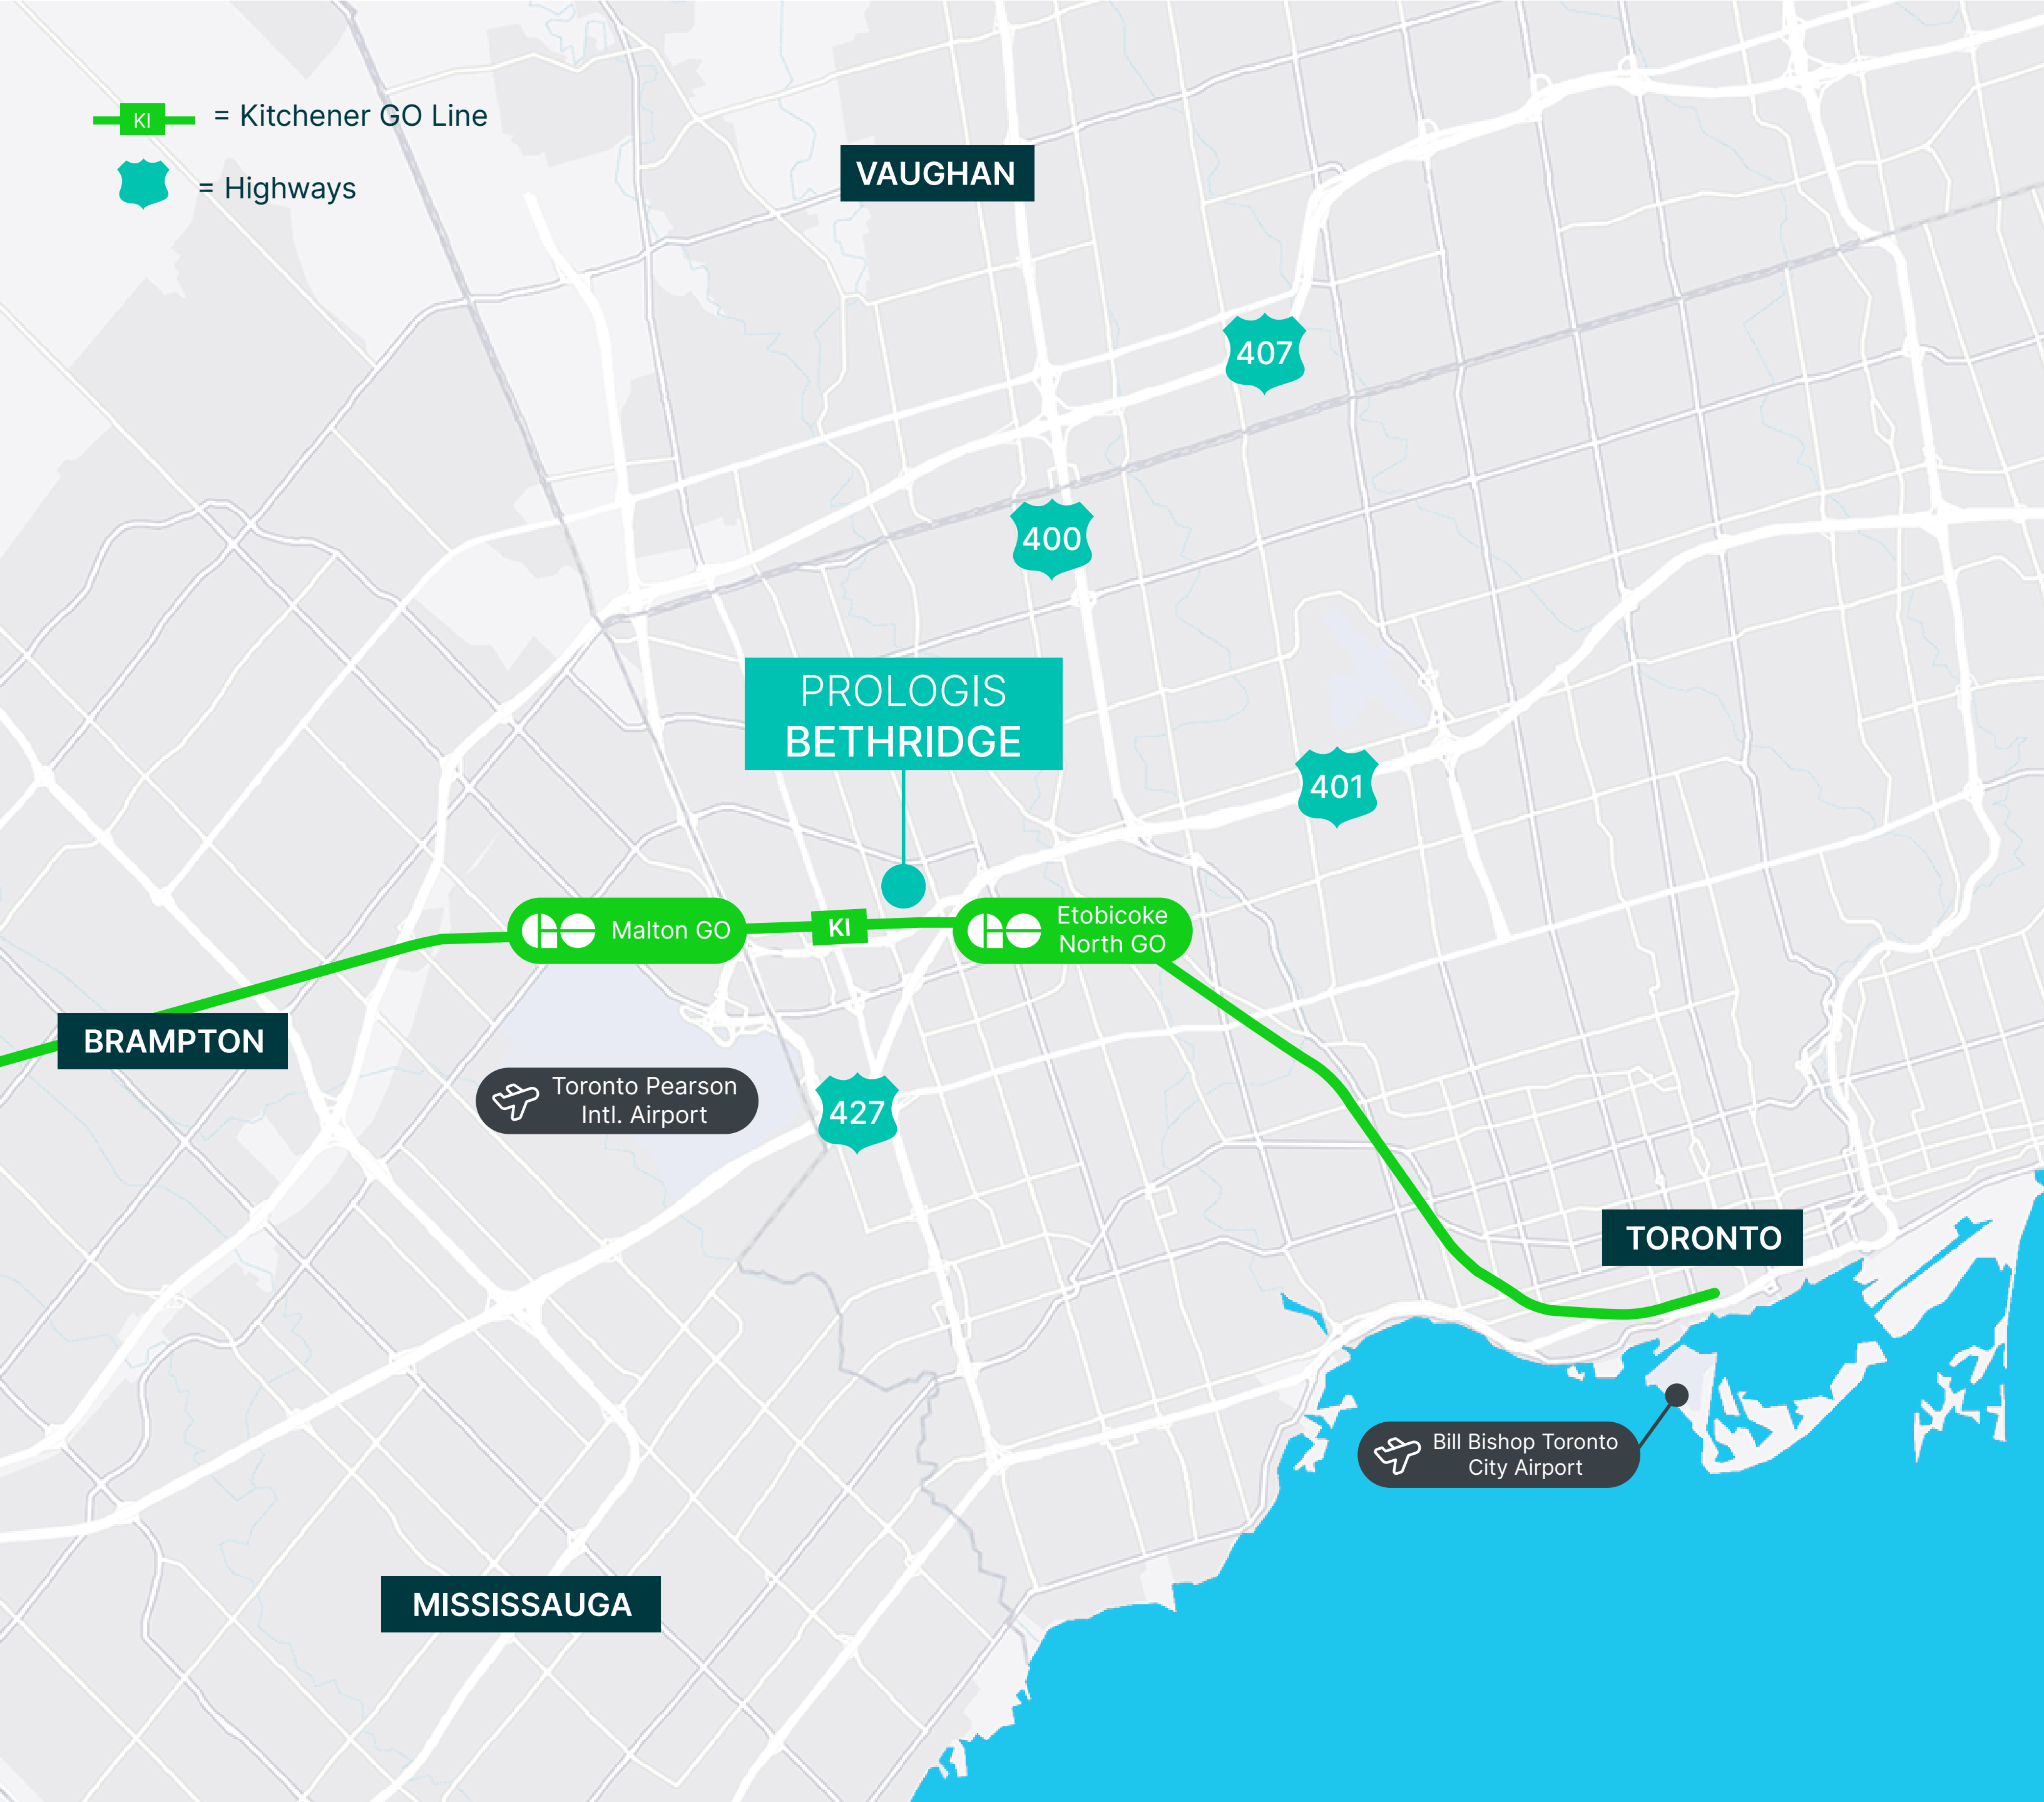 KI = Kitchener GO Line
= Highways
VAUGHAN
407
400
PROLOGIS
BETHRIDGE
401
Malton GO
KI
Etobicoke
North GO
BRAMPTON
Toronto Pearson
Intl. Airport
427
TORONTO
Bill Bishop Toronto
City Airport
MISSISSAUGA